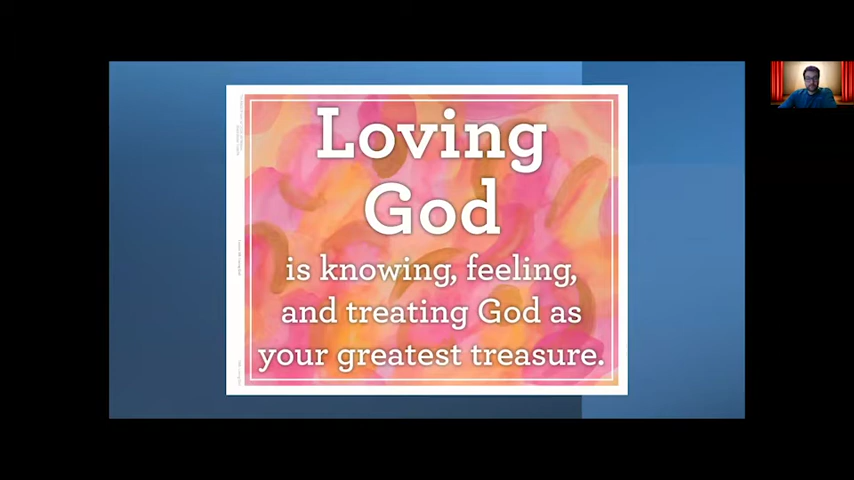 Loving
God
is knowing, feeling,
and treating God as
your greatest treasure.